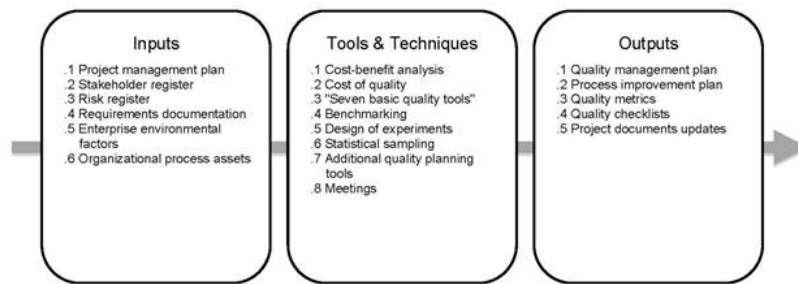 Inputs
.1 Project management plan
.2 Stakeholder register
.3 Risk register
.4 Requirements documentation
.5 Enterprise environmental
factors
.6 Organizational process assets
Tools & Techniques
.1 Cost-benefit analysis
.2 Cost of quality
.3 "Seven basic quality tools"
.4 Benchmarking
.5 Design of experiments
.6 Statistical sampling
.7 Additional quality planning
tools
.8 Meetings
Outputs
.1 Quality management plan
.2 Process improvement plan
.3 Quality metrics
.4 Quality checklists
.5 Project documents updates